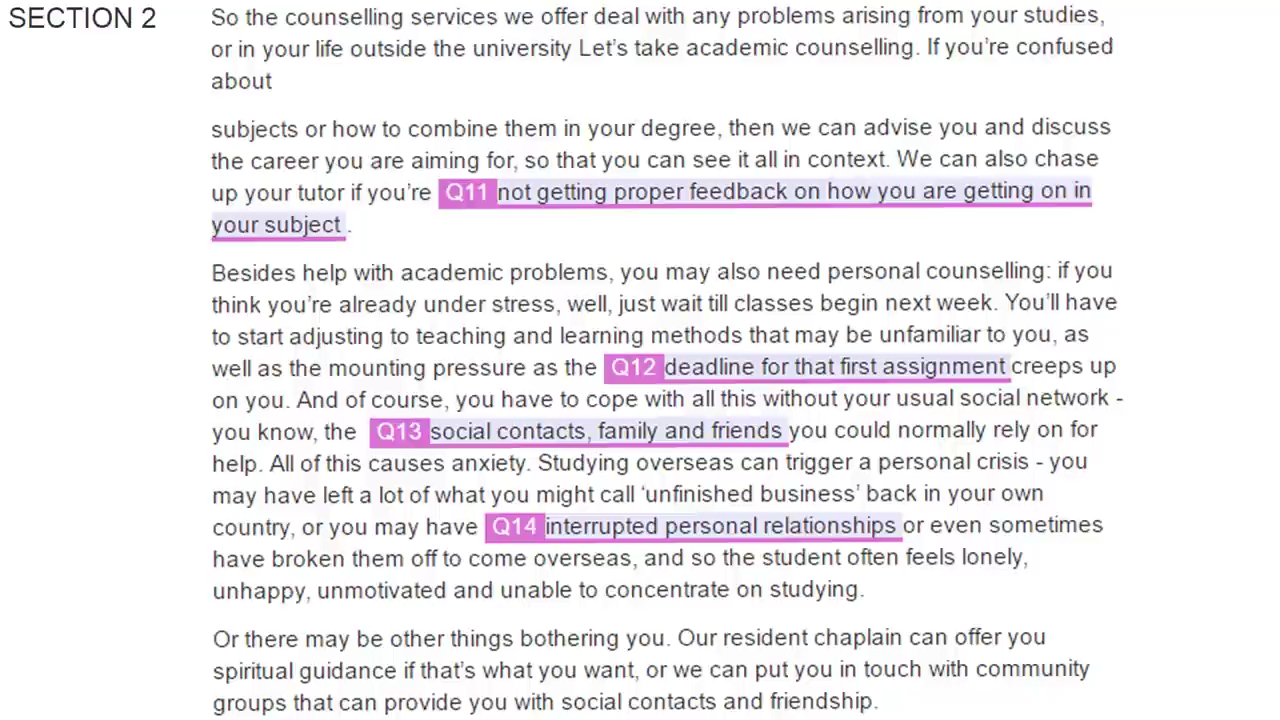 SECTION 2
So the counselling services we offer deal with any problems arising from your studies,
or in your life outside the university Let's take academic counselling. If you're confused
about
subjects or how to combine them in your degree, then we can advise you and discuss
the career you are aiming for, so that you can see it all in context. We can also chase
up your tutor if you're Q11 not getting proper feedback on how you are getting on in
your subject .
Besides help with academic problems, you may also need personal counselling: if you
think you're already under stress, well, just wait till classes begin next week. You'll have
to start adjusting to teaching and learning methods that may be unfamiliar to you, as
well as the mounting pressure as the Q12 deadline for that first assignment creeps up
on you. And of course, you have to cope with all this without your usual social network -
you know, the Q13 social contacts, family and friends you could normally rely on for
help. All of this causes anxiety. Studying overseas can trigger a personal crisis - you
may have left a lot of what you might call ‘unfinished business’ back in your own
country, or you may have Q14 interrupted personal relationships or even sometimes
have broken them off to come overseas, and so the student often feels lonely,
unhappy, unmotivated and unable to concentrate on studying.
Or there may be other things bothering you. Our resident chaplain can offer you
spiritual guidance if that's what you want, or we can put you in touch with community
groups that can provide you with social contacts and friendship.